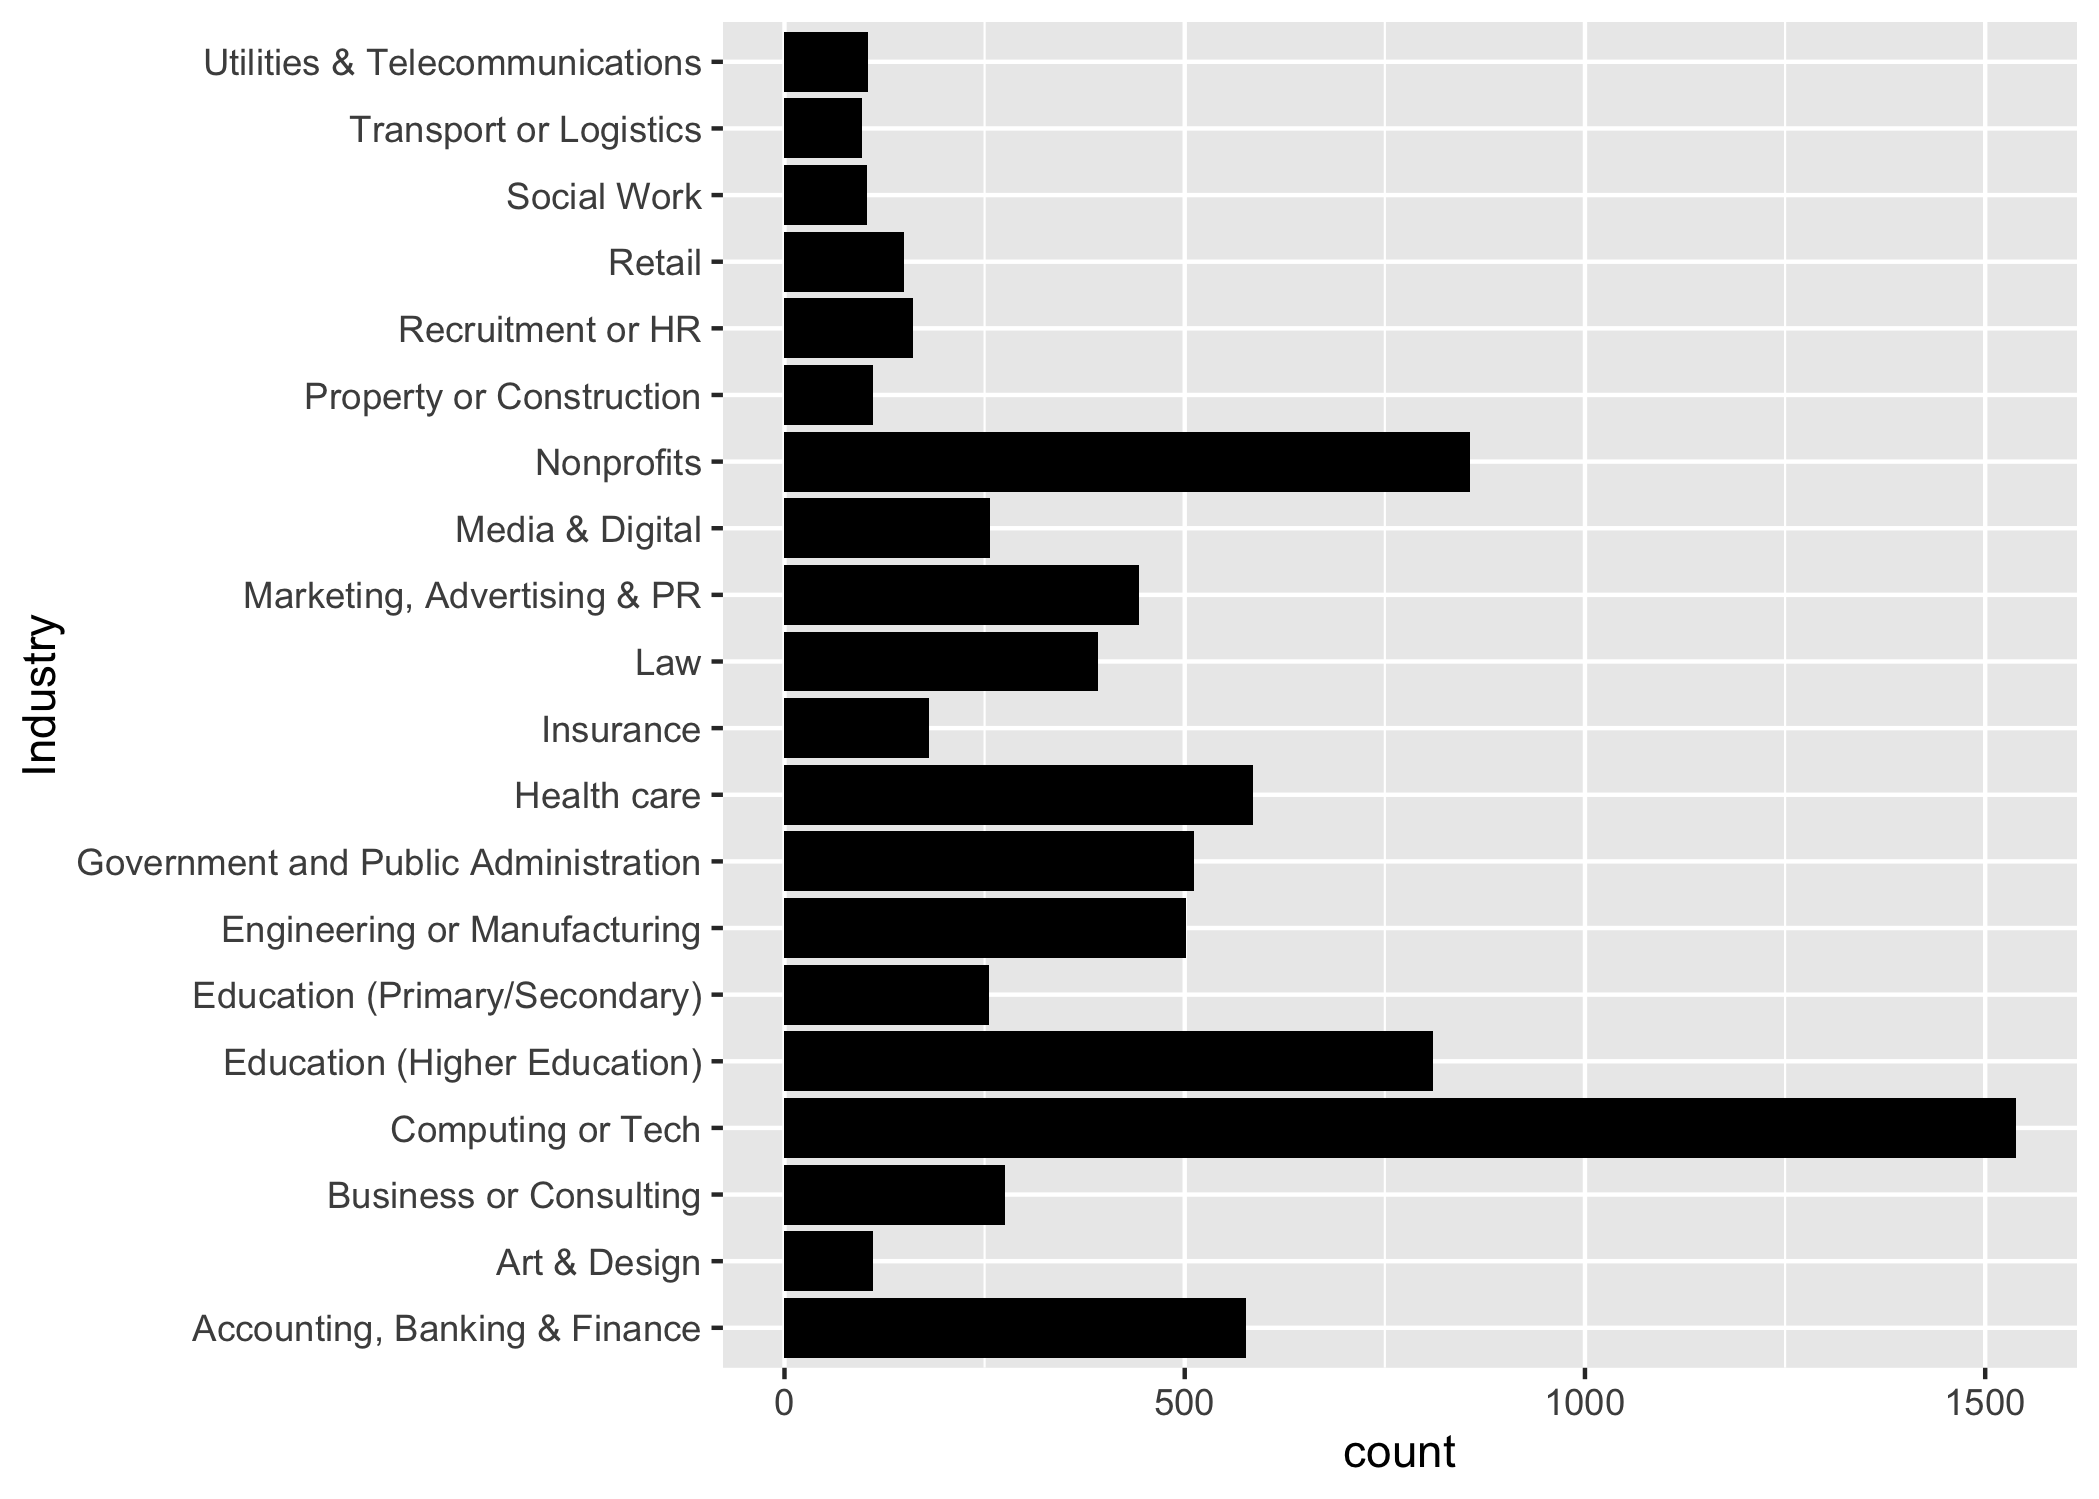 Utilities & Telecommunications
Transport or Logistics
Social Work
Retail
Recruitment or HR
Property or Construction
Nonprofits
Media & Digital
Marketing, Advertising & PR
Law
Insurance
Health care
Government and Public Administration
Engineering or Manufacturing
Education (Primary/Secondary)
Education (Higher Education)
Computing or Tech
Business or Consulting
Art & Design
Accounting, Banking & Finance
Industry
0 500 1000 1500
count